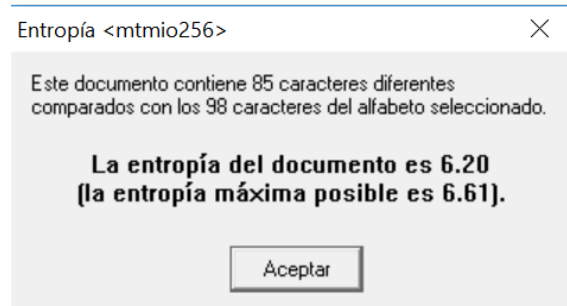 Entropía <mtmio256>
Este documento contiene 85 caracteres diferentes
comparados con los 98 caracteres del alfabeto seleccionado.
La entropía del documento es 6.20
(la entropía máxima posible es 6.61).
Aceptar